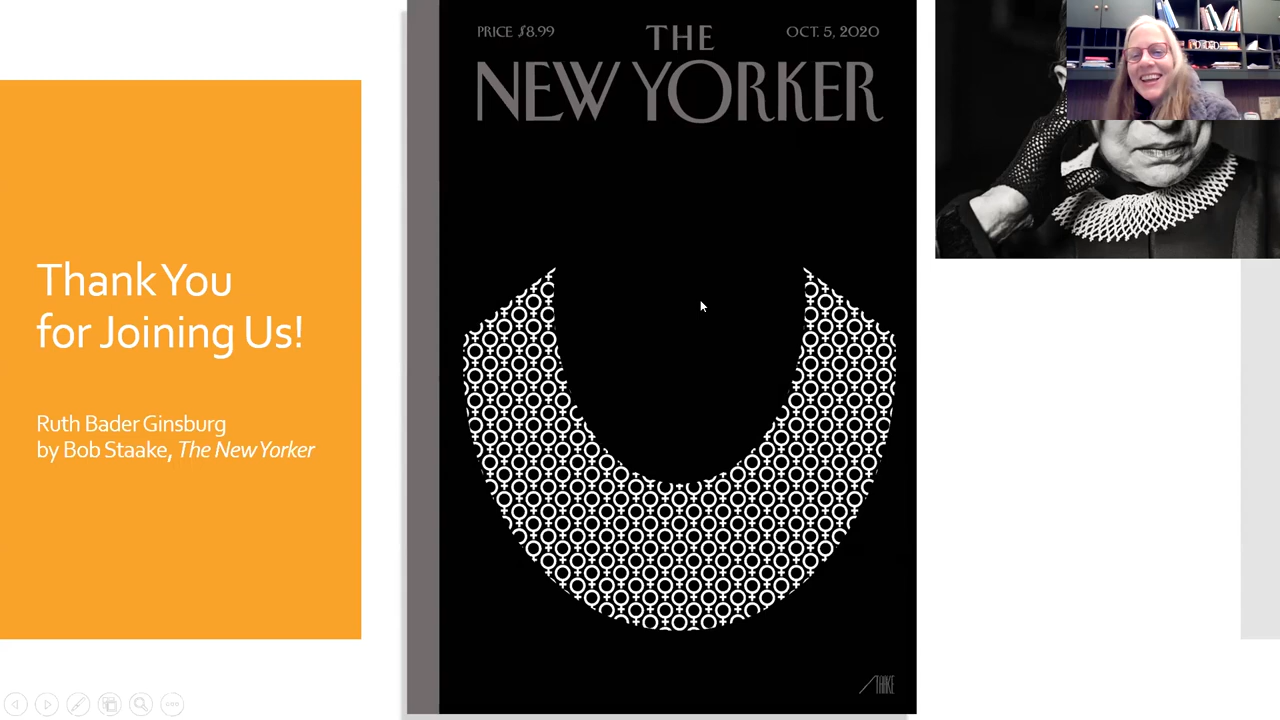 Thank You
for Joining Us!
Ruth Bader Ginsburg
by Bob Staake, The New Yorker
PRICE $8.99
THE
OCT. 5, 2020
NEW YORKER
STAAKE